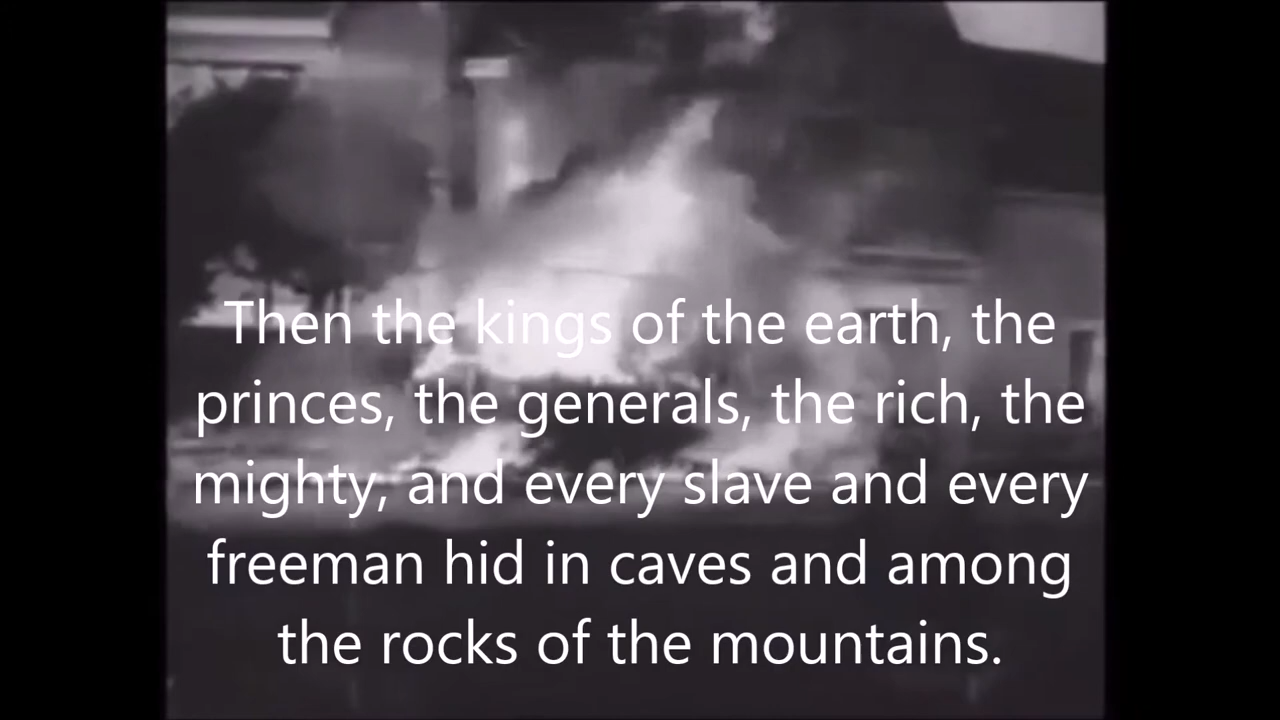 Then the kings of the earth, the
princes, the generals, the rich, the
mighty, and every slave and every
freeman hid in caves and among
the rocks of the mountains.